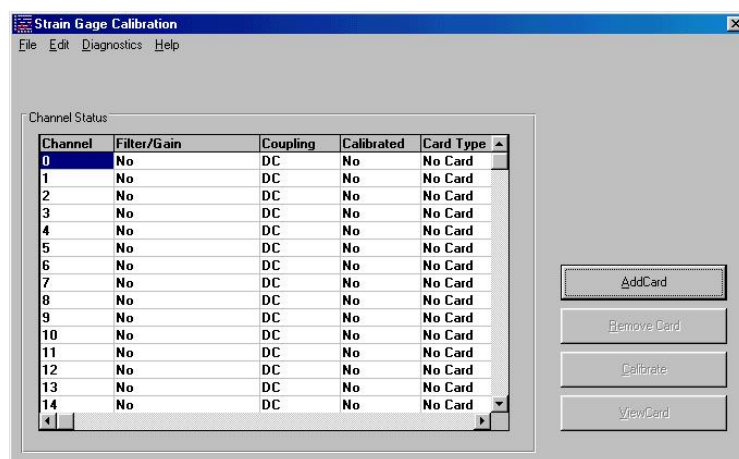 Strain Gage Calibration
File Edit Diagnostics Help
Channel Status
Channel Filter/Gain Coupling Calibrated Card Type
0 No DC No No Card
1 No DC No No Card
2 No DC No No Card
3 No DC No No Card
4 No DC No No Card
5 No DC No No Card
6 No DC No No Card
7 No DC No No Card
8 No DC No No Card
9 No DC No No Card
10 No DC No No Card
11 No DC No No Card
12 No DC No No Card
13 No DC No No Card
14 No DC No No Card
AddCard
Remove Card
Calibrate
ViewCard